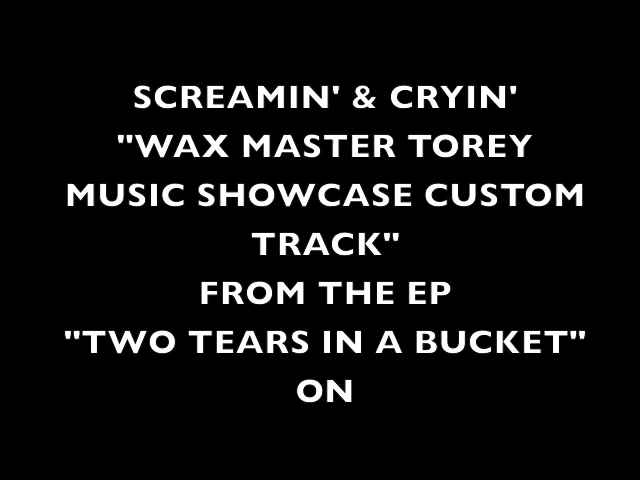 SCREAMIN' & CRYIN'
"WAX MASTER TOREY
MUSIC SHOWCASE CUSTOM
TRACK"
FROM THE EP
"TWO TEARS IN A BUCKET"
ON